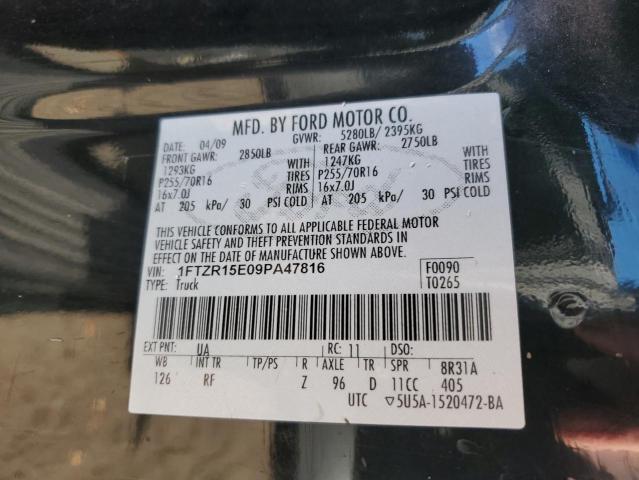 MFD. BY FORD MOTOR CO.
DATE: 04/09 GVWR: 5280LB/ 2395KG
FRONT GAWR: 2850LB REAR GAWR: 2750LB
1293KG WITH 1247KG WITH
P255/70R16 TIRES P255/70R16 TIRES
16x7.0J RIMS 16x7.0J RIMS
AT 205 kPa/ 30 PSI COLD AT 205 kPa/ 30 PSI COLD
THIS VEHICLE CONFORMS TO ALL APPLICABLE FEDERAL MOTOR
VEHICLE SAFETY AND THEFT PREVENTION STANDARDS IN
EFFECT ON THE DATE OF MANUFACTURE SHOWN ABOVE.
VIN: 1FTZR15E09PA47816 F0090
TYPE: Truck T0265
EXT PNT: UA RC: 11 DSO:
WB INT TR TP/PS R AXLE TR SPR 8R31A
126 RF Z 96 D 11CC 405
UTC ▽5U5A-1520472-BA